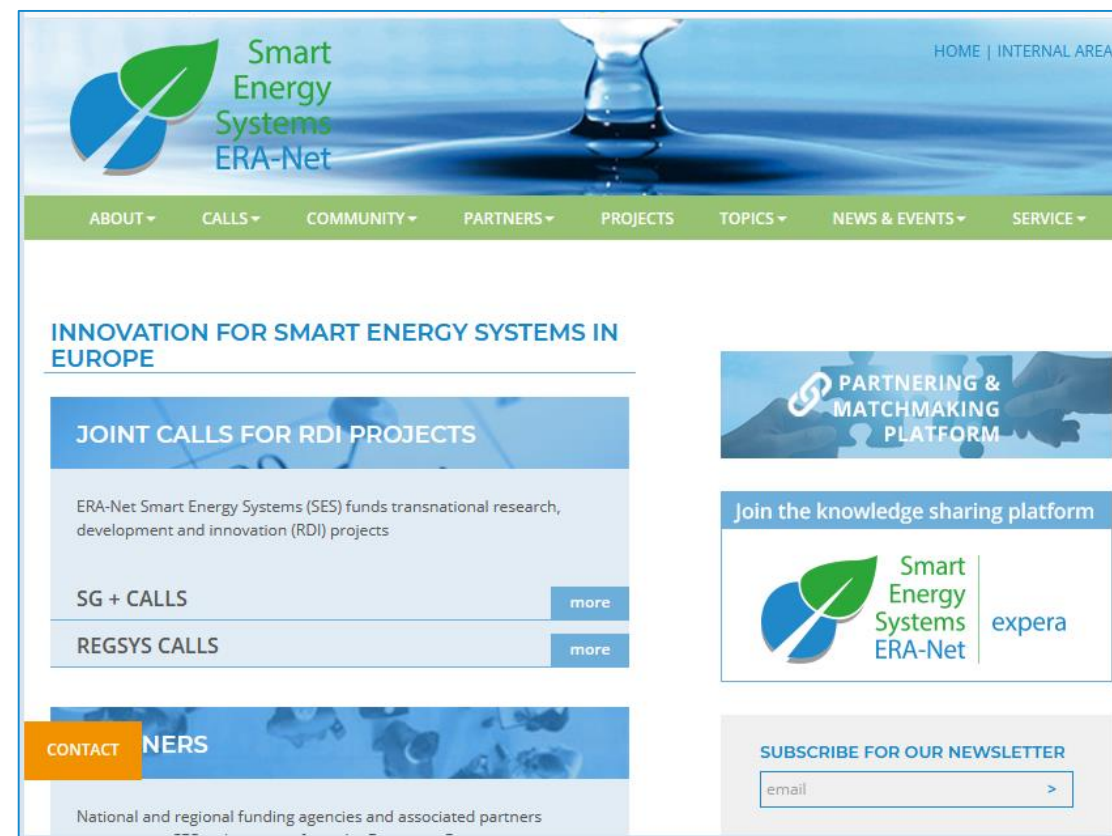 Smart
Energy
Systems
ERA-Net
HOME | INTERNAL AREA
ABOUT CALLS COMMUNITY PARTNERS PROJECTS TOPICS NEWS & EVENTS SERVICE
INNOVATION FOR SMART ENERGY SYSTEMS IN
EUROPE
JOINT CALLS FOR RDI PROJECTS
ERA-Net Smart Energy Systems (SES) funds transnational research,
development and innovation (RDI) projects
SG + CALLS more
REGSYS CALLS more
CONTACT NERS
National and regional funding agencies and associated partners
PARTNERING &
MATCHMAKING
PLATFORM
Join the knowledge sharing platform
Smart
Energy
Systems
ERA-Net
expera
SUBSCRIBE FOR OUR NEWSLETTER
email >